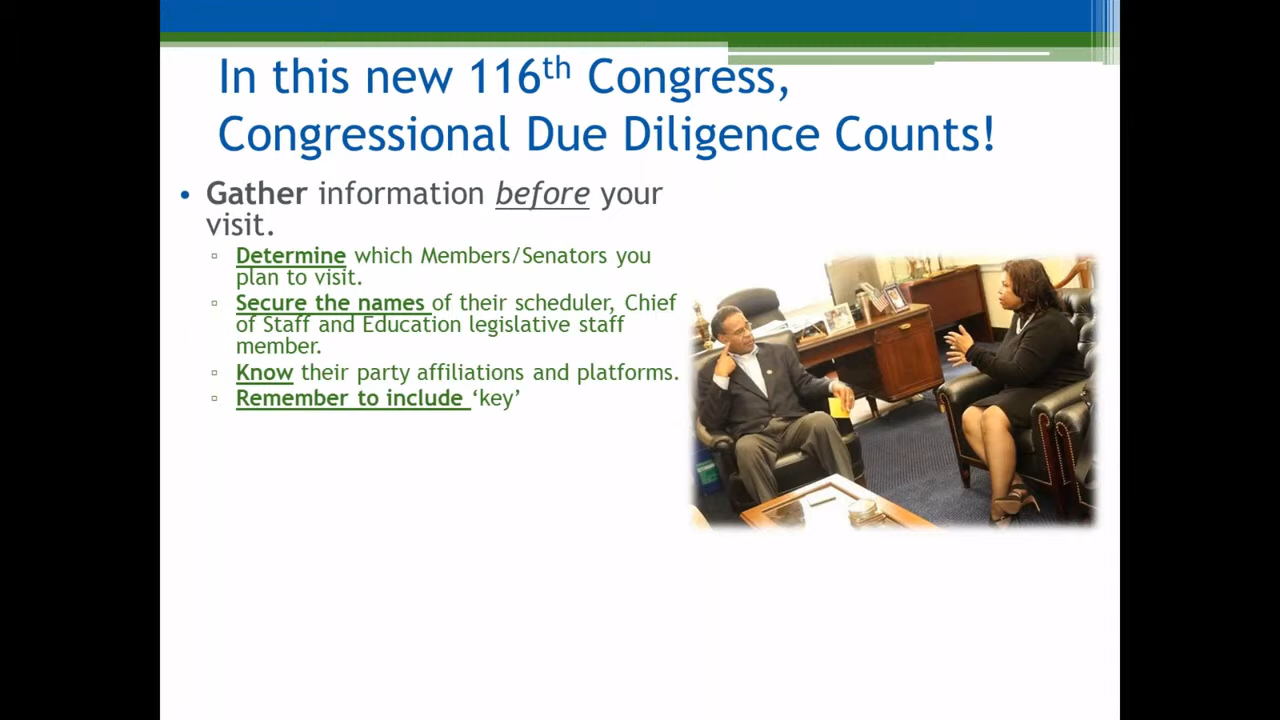 In this new 116th Congress,
Congressional Due Diligence Counts!
• Gather information before your
visit.
▫ Determine which Members/Senators you
plan to visit.
▫ Secure the names of their scheduler, Chief
of Staff and Education legislative staff
member.
▫ Know their party affiliations and platforms.
▫ Remember to include ‘key’